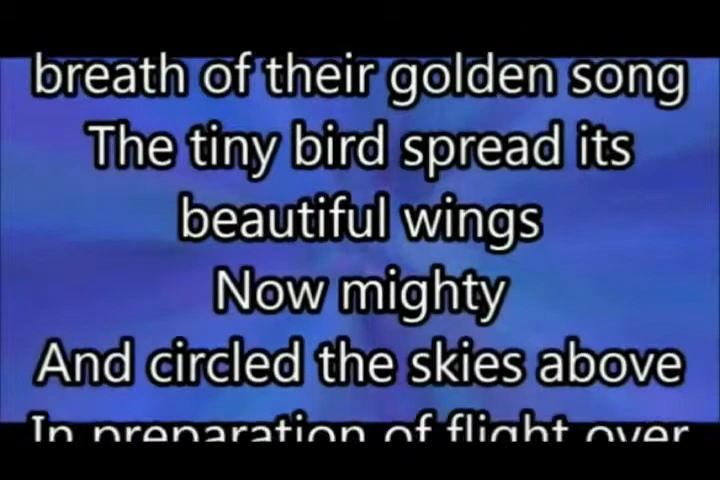 breath of their golden song
The tiny bird spread its
beautiful wings
Now mighty
And circled the skies above
In preparation of flight over